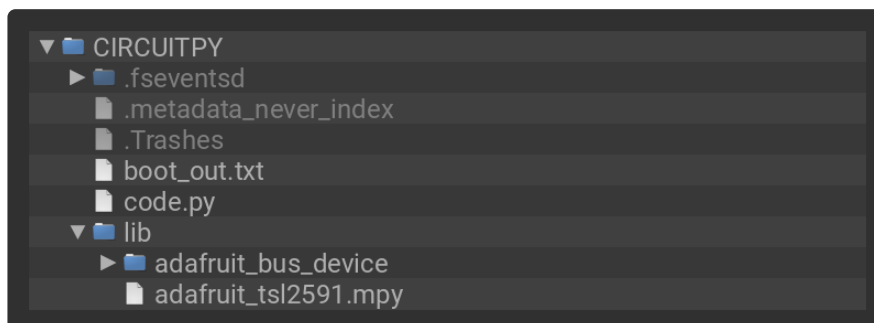 CIRCUITPY
.fseventsd
.metadata_never_index
.Trashes
boot_out.txt
code.py
lib
adafruit_bus_device
adafruit_tsl2591.mpy